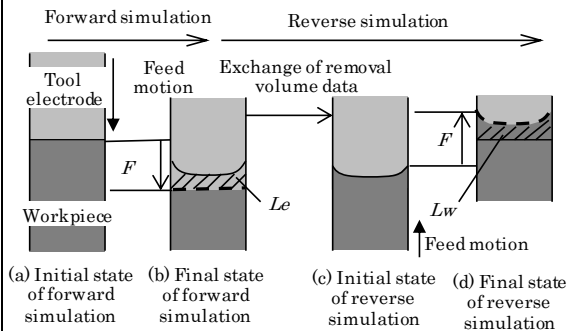 Forward simulation
Reverse simulation
Tool
electrode
Feed
motion
Exchange of removal
volume data
F
Le
Workpiece
F
Lw
Feed motion
(a) Initial state
of forward
simulation
(b) Final state
of forward
simulation
(c) Initial state
of reverse
simulation
(d) Final state
of reverse
simulation